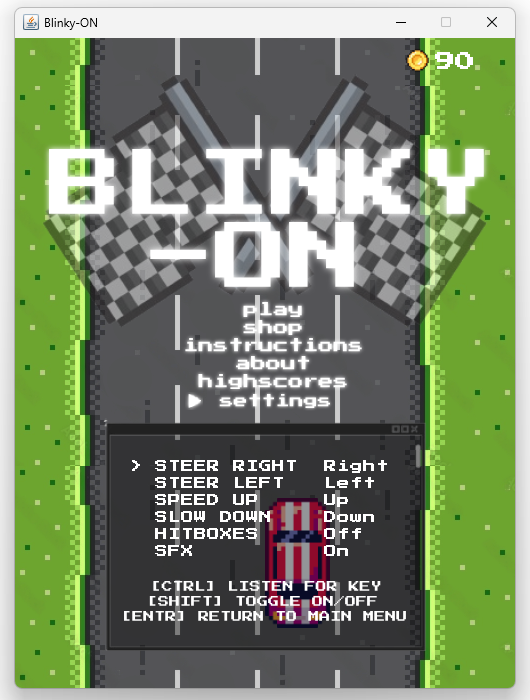 Blinky-ON
90
BLINKY
-ON
play
shop
instructions
about
highscores
settings
> STEER RIGHT Right
STEER LEFT Left
SPEED UP Up
SLOW DOWN Down
HITBOXES Off
SFX On
[CTRL] LISTEN FOR KEY
[SHIFT] TOGGLE ON/OFF
[ENTR] RETURN TO MAIN MENU